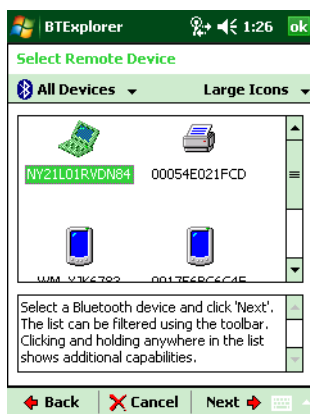 BTExplorer 1:26 ok
Select Remote Device
All Devices Large Icons
NY21L01RVDN84 00054E021FCD
WM_YJK6783 0017E6BC6C4F
Select a Bluetooth device and click 'Next'.
The list can be filtered using the toolbar.
Clicking and holding anywhere in the list
shows additional capabilities.
Back Cancel Next